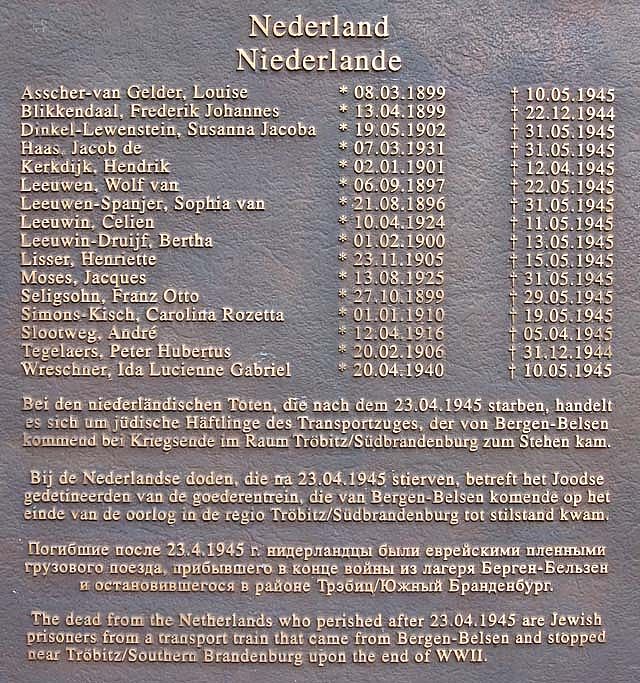 Nederland
Niederlande
Asscher-van Gelder, Louise * 08.03.1899 † 10.05.1945
Blikkendaal, Frederik Johannes * 13.04.1899 † 22.12.1944
Dinkel-Lewenstein, Susanna Jacoba * 19.05.1902 † 31.05.1945
Haas, Jacob de * 07.03.1931 † 31.05.1945
Kerkdijk, Hendrik * 02.01.1901 † 12.04.1945
Leeuwen, Wolf van * 06.09.1897 † 22.05.1945
Leeuwen-Spanjer, Sophia van * 21.08.1896 † 31.05.1945
Leeuwin, Celien * 10.04.1924 † 11.05.1945
Leeuwin-Druijf, Bertha * 01.02.1900 † 13.05.1945
Lisser, Henriette * 23.11.1905 † 15.05.1945
Moses, Jacques * 13.08.1925 † 31.05.1945
Seligsohn, Franz Otto * 27.10.1899 † 29.05.1945
Simons-Kisch, Carolina Rozetta * 01.01.1910 † 19.05.1945
Slootweg, André * 12.04.1916 † 05.04.1945
Tegelaers, Peter Hubertus * 20.02.1906 † 31.12.1944
Wreschner, Ida Lucienne Gabriel * 20.04.1940 † 10.05.1945
Bei den niederländischen Toten, die nach dem 23.04.1945 starben, handelt
es sich um jüdische Häftlinge des Transportzuges, der von Bergen-Belsen
kommend bei Kriegsende im Raum Tröbitz/Südbrandenburg zum Stehen kam.
Bij de Nederlandse doden, die na 23.04.1945 stierven, betreft het Joodse
gedetineerden van de goederentrein, die van Bergen-Belsen komende op het
einde van de oorlog in de regio Tröbitz/Südbrandenburg tot stilstand kwam.
Погибшие после 23.4.1945 г. нидерландцы были еврейскими пленными
грузового поезда, прибывшего в конце войны из лагеря Берген-Бельзен
и остановившегося в районе Трэбиц/Южный Бранденбург.
The dead from the Netherlands who perished after 23.04.1945 are Jewish
prisoners from a transport train that came from Bergen-Belsen and stopped
near Tröbitz/Southern Brandenburg upon the end of WWII.